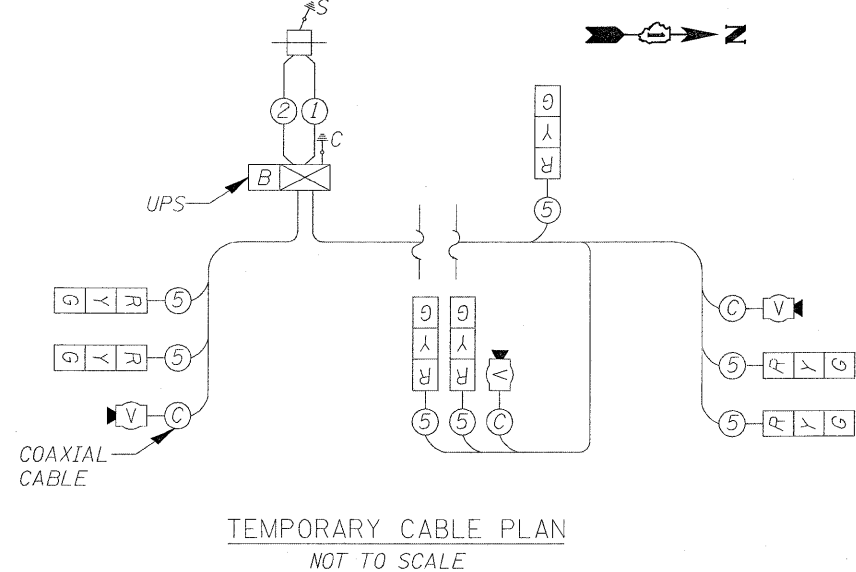 S
N
2 1
C
B
UPS
G
Y
R
5
G Y R 5
G Y R 5
V C
COAXIAL
CABLE
G G
Y Y V
R R
5 5 C
C V
5 R Y G
5 R Y G
TEMPORARY CABLE PLAN
NOT TO SCALE